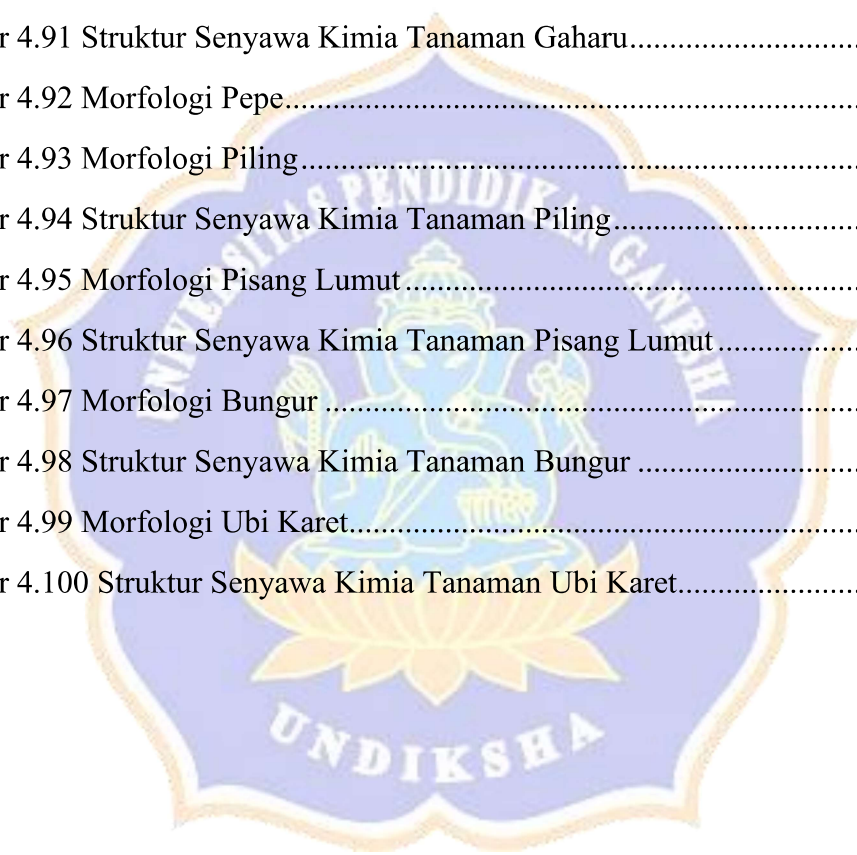 r 4.91 Struktur Senyawa Kimia Tanaman Gaharu..............................
r 4.92 Morfologi Pepe.........................................................................
r 4.93 Morfologi Piling.......................................................................
r 4.94 Struktur Senyawa Kimia Tanaman Piling...............................
r 4.95 Morfologi Pisang Lumut..........................................................
r 4.96 Struktur Senyawa Kimia Tanaman Pisang Lumut..................
r 4.97 Morfologi Bungur ....................................................................
r 4.98 Struktur Senyawa Kimia Tanaman Bungur ............................
r 4.99 Morfologi Ubi Karet.................................................................
r 4.100 Struktur Senyawa Kimia Tanaman Ubi Karet.......................
UNIVERSITAS PENDIDIKAN GANESHA
UNDIKSHA